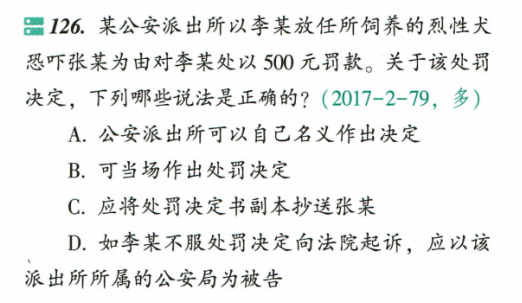 126. 某公安派出所以李某放任所饲养的烈性犬
恐吓张某为由对李某处以 500 元罚款。关于该处罚
决定，下列哪些说法是正确的？（2017-2-79，多）
A. 公安派出所可以自己名义作出决定
B. 可当场作出处罚决定
C. 应将处罚决定书副本抄送张某
D. 如李某不服处罚决定向法院起诉，应以该
派出所所属的公安局为被告